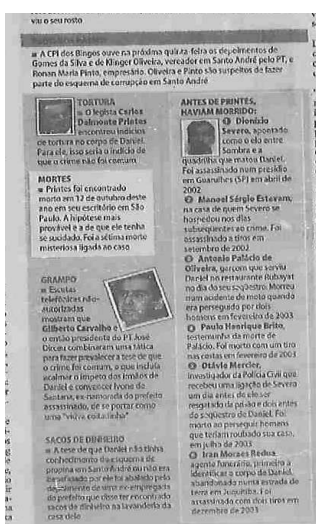 viu o seu rosto
A CPI dos Bingos ouve na próxima quinta-feira os depoimentos de
Gomes da Silva e de Klinger Oliveira, vereador em Santo André pelo PT, e
Ronan Maria Pinto, empresário. Oliveira e Pinto são suspeitos de fazer
parte do esquema de corrupção em Santo André
TORTURA
O legista Carlos
Delmonte Printes
encontrou indícios
de tortura no corpo de Daniel.
Para ele, isso seria o indício de
que o crime não foi comum
MORTES
Printes foi encontrado
morto em 12 de outubro deste
ano em seu escritório em São
Paulo. A hipótese mais
provável e a de que ele tenha
se suicidado. Foi a sétima morte
misteriosa ligada ao caso
GRAMPO
Escutas
telefônicas não-
autorizadas
mostram que
Gilberto Carvalho e
o então presidente do PT José
Dirceu combinaram uma tática
para fazer prevalecer a tese de que
o crime foi comum, o que incluía
acalmar o ímpeto dos irmãos de
Daniel e convencer Ivone de
Santana, ex-namorada do prefeito
assassinado, de se portar como
uma "viúva
SACOS DE DINHEIRO
A tese de que Daniel não tinha
conhecimento do esquema de
propina em Santo André ou não era
beneficiado por ele foi abalada pelo
depoimento de uma ex-empregada
do prefeito que disse ter encontrado
sacos de dinheiro na lavanderia da
casa dele
ANTES DE PRINTES,
HAVIAM MORRIDO:
Dionízio
Severo, apontado
como o elo entre
Sombra e a
quadrilha que matou Daniel.
Foi assassinado num presídio
em Guarulhos (SP) em abril de
2002
Manoel Sérgio Estevam,
na casa de quem Severo se
hospedou nos dias
subseqüentes ao crime. Foi
assassinado a tiros em
setembro de 2002
Antonio Palácio de
Oliveira, garçom que serviu
Daniel no restaurante Rubayat
no dia do seu seqüestro. Morreu
num acidente de moto quando
era perseguido por dois
homens em fevereiro de 2003
Paulo Henrique Brito,
testemunha da morte de
Palácio. Foi morto com um tiro
nas costas em fevereiro de 2003
Otávio Mercier,
investigador da Polícia Civil que
recebeu uma ligação de Severo
um dia antes de ele ser
resgatado da prisão e dois antes
do seqüestro de Daniel. Foi
morto ao perseguir homens
que teriam roubado sua casa,
em julho de 2003
Iran Moraes Redua,
agente funerário, primeiro a
identificar o corpo de Daniel,
abandonado numa estrada de
terra em Juquitiba. Foi
assassinado com dois tiros em
dezembro de 2003